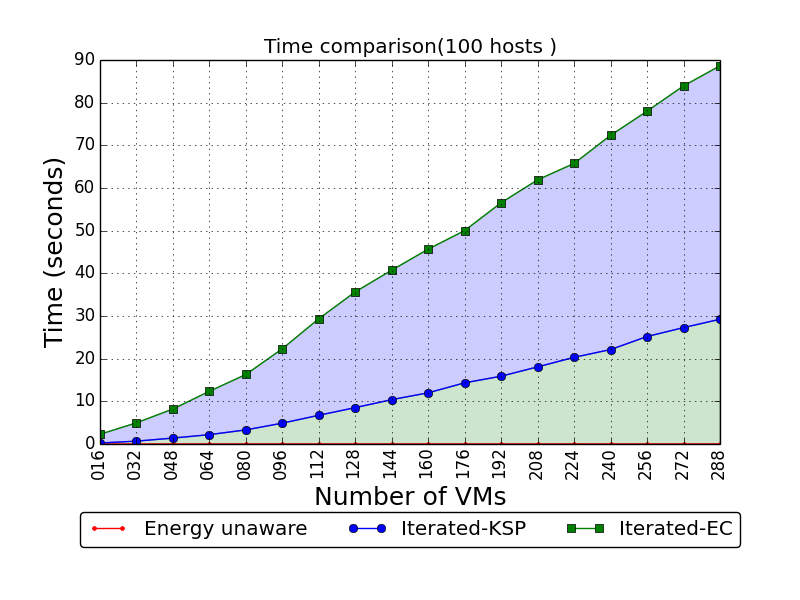 Time comparison(100 hosts )
Time (seconds)
90
80
70
60
50
40
30
20
10
0
016 032 048 064 080 096 112 128 144 160 176 192 208 224 240 256 272 288
Number of VMs
Energy unaware Iterated-KSP Iterated-EC